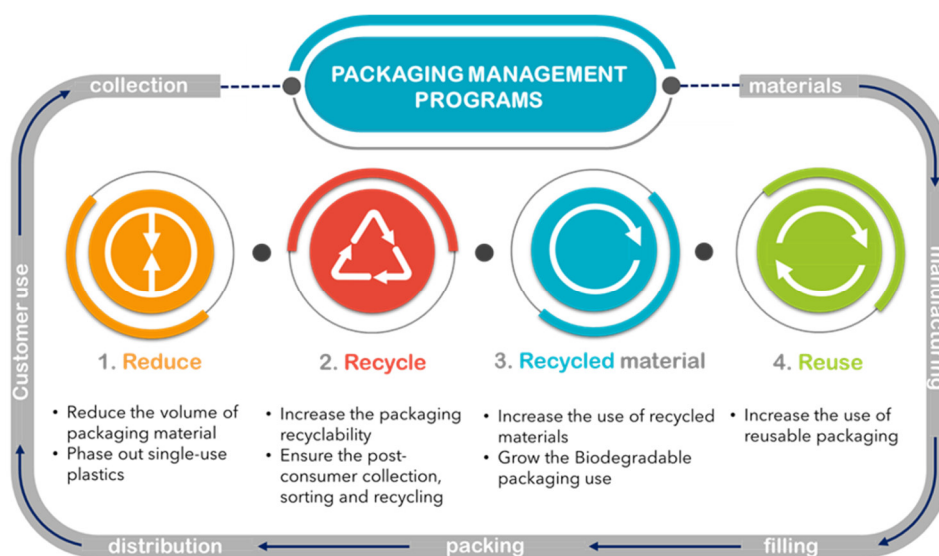 PACKAGING MANAGEMENT
PROGRAMS
collection
materials
manufacturing
Customer use
1. Reduce
2. Recycle
3. Recycled material
4. Reuse
• Reduce the volume of
packaging material
• Phase out single-use
plastics
• Increase the packaging
recyclability
• Ensure the post-
consumer collection,
sorting and recycling
• Increase the use of recycled
materials
• Grow the Biodegradable
packaging use
• Increase the use of
reusable packaging
distribution
packing
filling